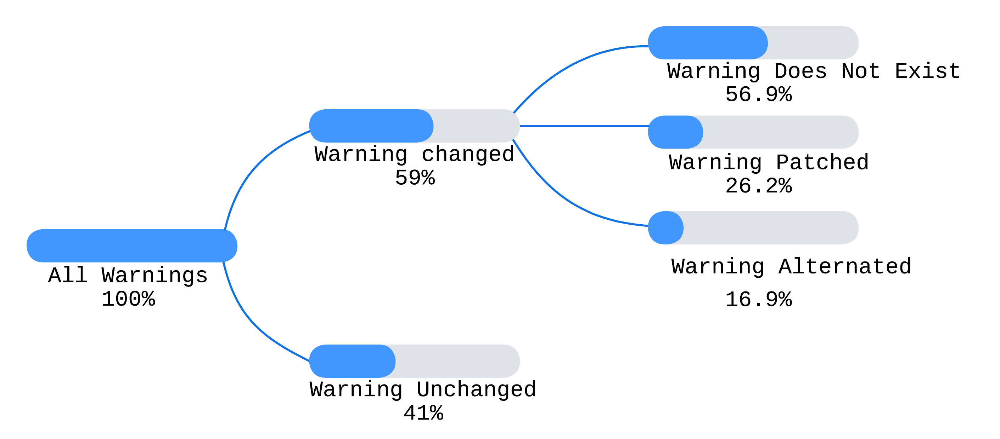 All Warnings
100%
Warning changed
59%
Warning Unchanged
41%
Warning Does Not Exist
56.9%
Warning Patched
26.2%
Warning Alternated
16.9%